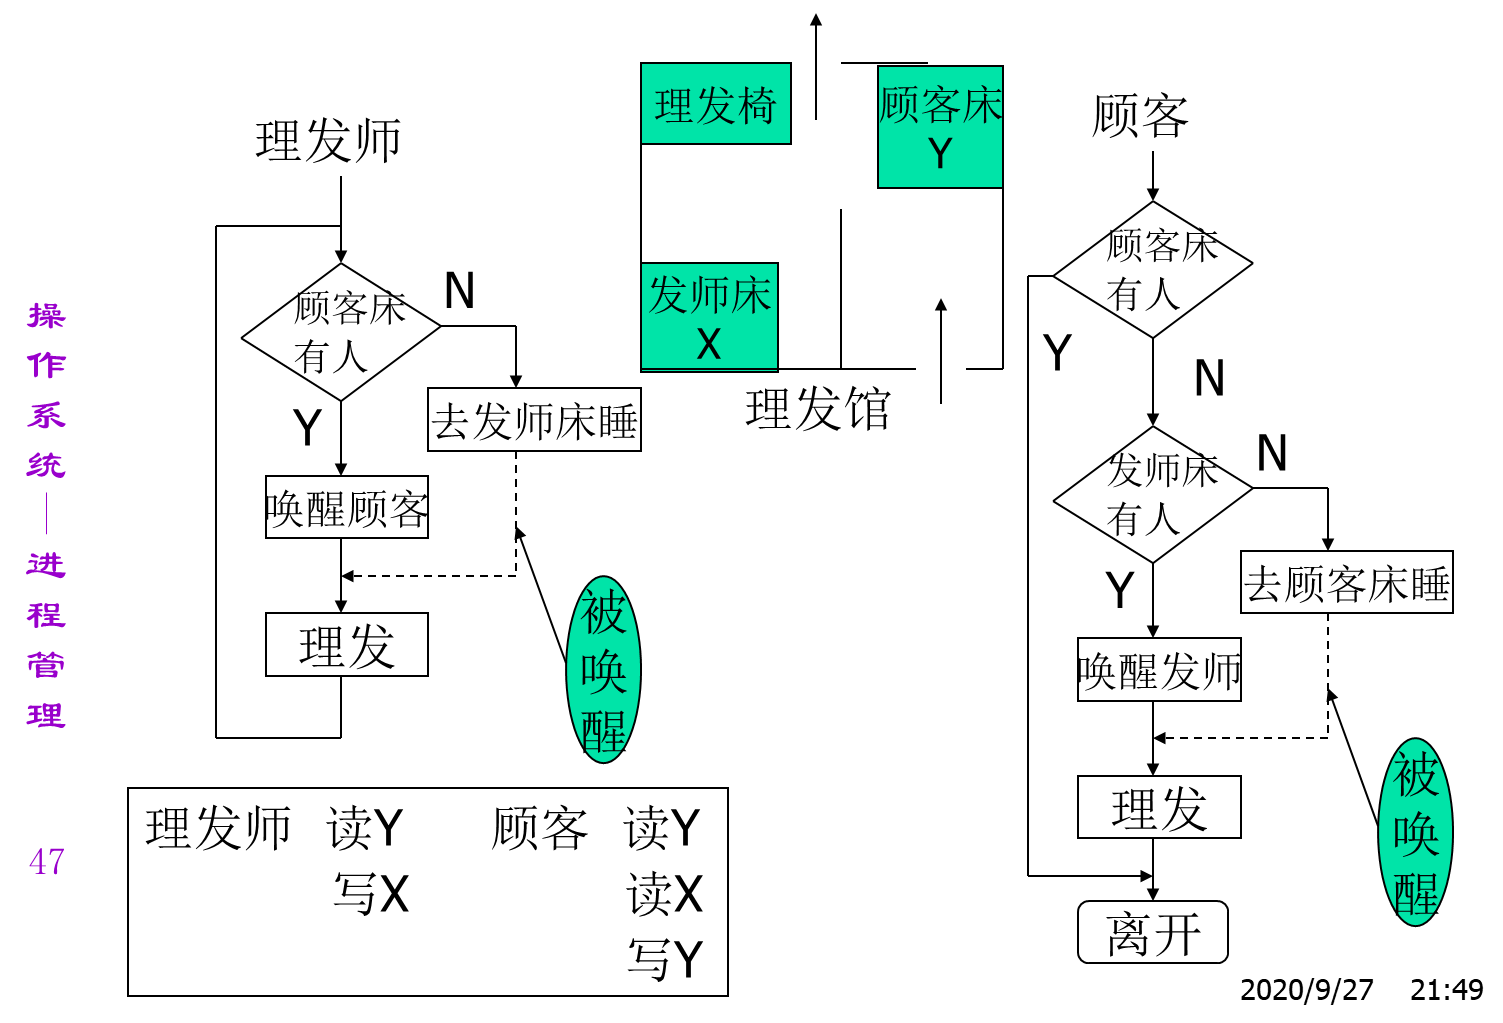 操作系统—进程管理
47
理发师
顾客床
有人
N
Y
去发师床睡
唤醒顾客
理发
被唤醒
理发椅
顾客床
Y
发师床
X
理发馆
顾客
顾客床
有人
Y
N
发师床
有人
N
Y
去顾客床睡
唤醒发师
理发
被唤醒
离开
理发师 读Y 顾客 读Y
写X 读X
写Y
2020/9/27 21:49